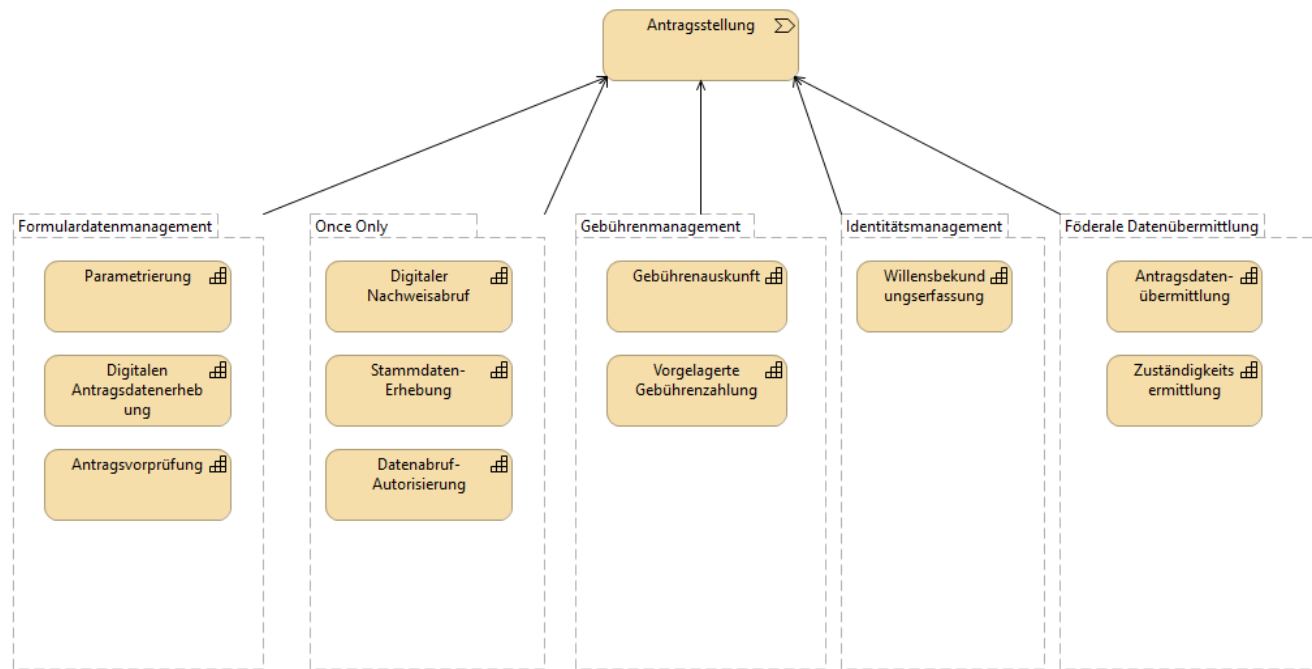 Antragsstellung
Formulardatenmanagement
Parametrierung
Digitalen
Antragsdatenerheb
ung
Antragsvorprüfung
Once Only
Digitaler
Nachweisabruf
Stammdaten-
Erhebung
Datenabruf-
Autorisierung
Gebührenmanagement
Gebührenauskunft
Vorgelagerte
Gebührenzahlung
Identitätsmanagement
Willensbekund
ungserfassung
Föderale Datenübermittlung
Antragsdaten-
übermittlung
Zuständigkeits
ermittlung